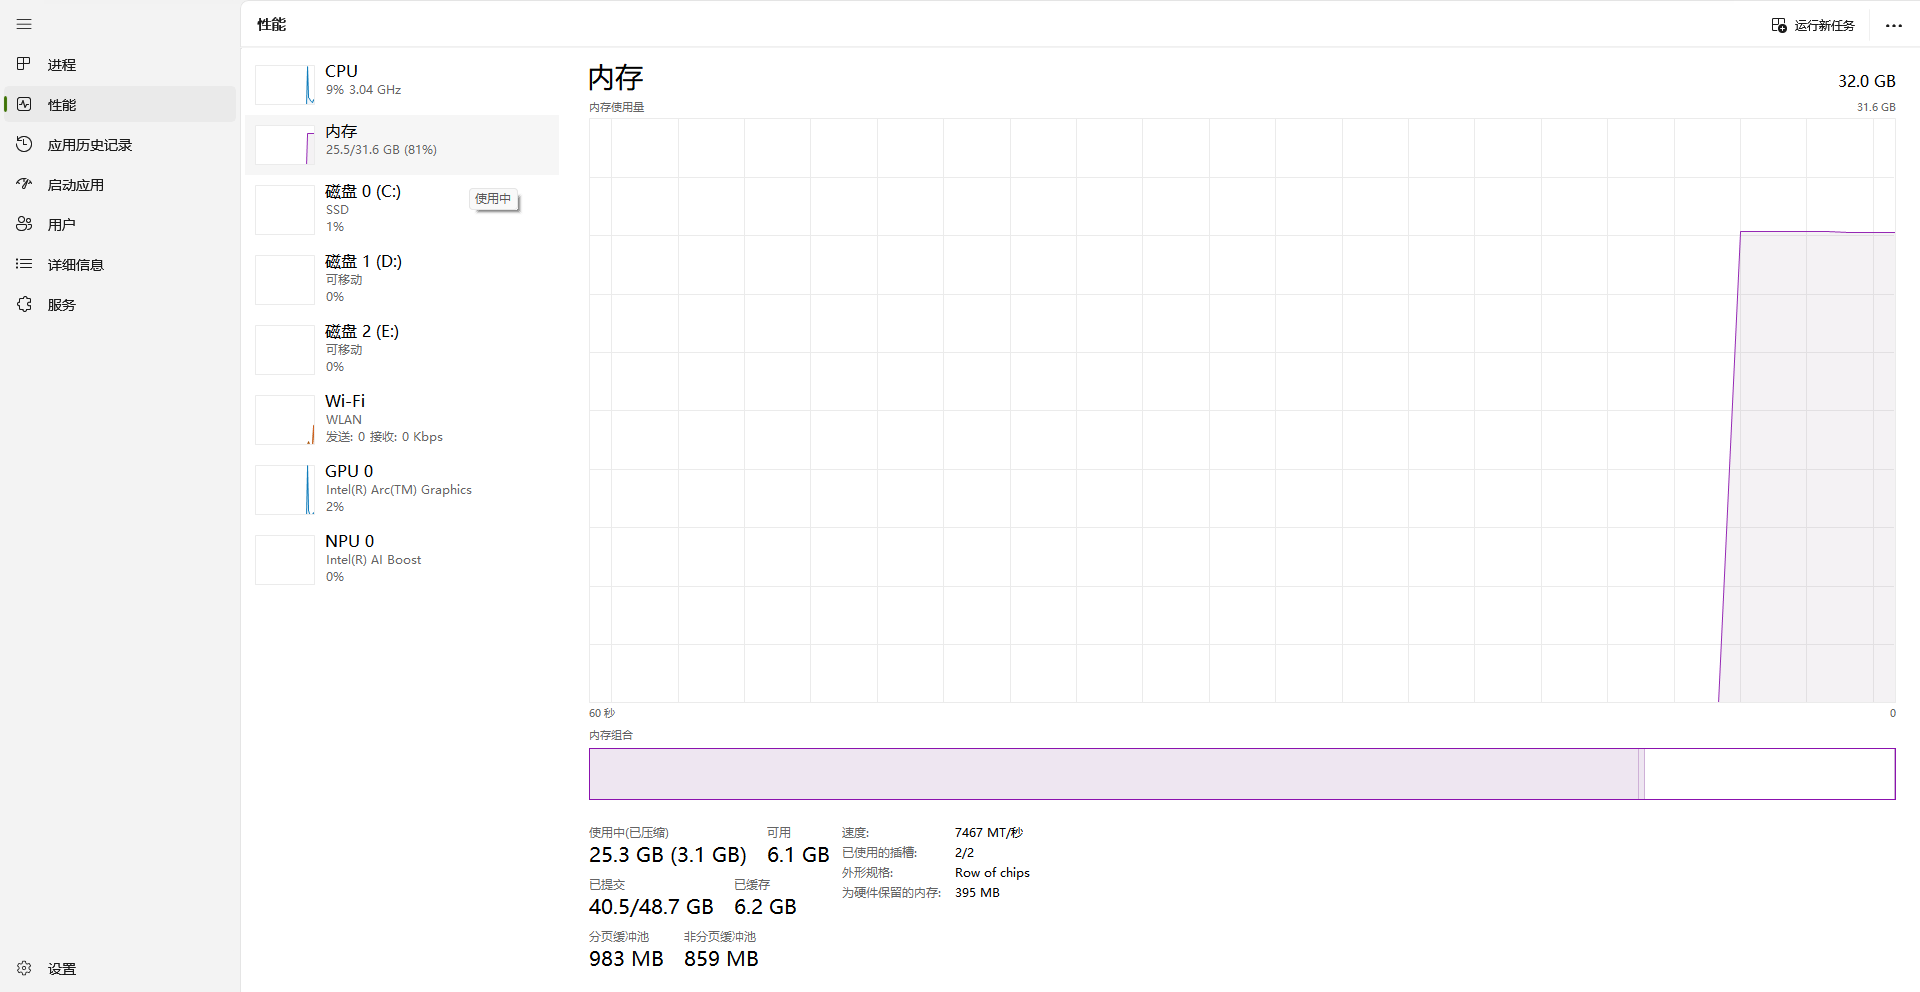 性能
运行新任务
进程
性能
应用历史记录
启动应用
用户
详细信息
服务
设置
CPU
9% 3.04 GHz
内存
25.5/31.6 GB (81%)
磁盘 0 (C:)
SSD
1%
使用中
磁盘 1 (D:)
可移动
0%
磁盘 2 (E:)
可移动
0%
Wi-Fi
WLAN
发送: 0 接收: 0 Kbps
GPU 0
Intel(R) Arc(TM) Graphics
2%
NPU 0
Intel(R) AI Boost
0%
内存
32.0 GB
内存使用量
31.6 GB
60 秒
0
内存组合
使用中(已压缩)
25.3 GB (3.1 GB)
可用
6.1 GB
已提交
40.5/48.7 GB
已缓存
6.2 GB
分页缓冲池
983 MB
非分页缓冲池
859 MB
速度: 7467 MT/秒
已使用的插槽: 2/2
外形规格: Row of chips
为硬件保留的内存: 395 MB